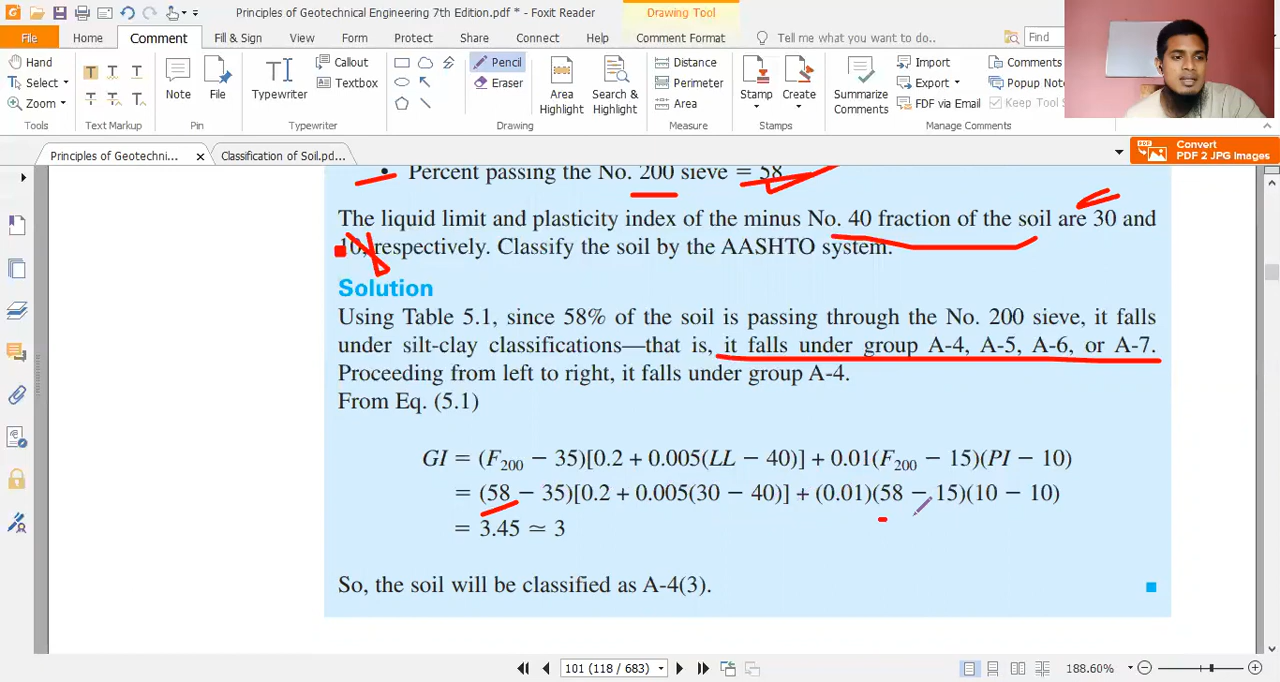 Principles of Geotechnical Engineering 7th Edition.pdf * - Foxit Reader
Drawing Tool
File
Home
Comment
Fill & Sign
View
Form
Protect
Share
Connect
Help
Comment Format
Tell me what you want to do..
Find
Hand
Select
Zoom
Tools
T T T
T T T
Text Markup
Note
File
Pin
Typewriter
Callout
Textbox
Typewriter
Pencil
Eraser
Drawing
Area Highlight
Search & Highlight
Distance
Perimeter
Area
Measure
Stamp
Create
Stamps
Summarize Comments
Import
Export
FDF via Email
Comments
Popup Note
Keep Tool S
Manage Comments
Principles of Geotechni... ×
Classification of Soil.pd...
Convert
PDF 2 JPG Images
• Percent passing the No. 200 sieve = 58
The liquid limit and plasticity index of the minus No. 40 fraction of the soil are 30 and
10, respectively. Classify the soil by the AASHTO system.
Solution
Using Table 5.1, since 58% of the soil is passing through the No. 200 sieve, it falls
under silt-clay classifications—that is, it falls under group A-4, A-5, A-6, or A-7.
Proceeding from left to right, it falls under group A-4.
From Eq. (5.1)
GI = (F200 − 35)[0.2 + 0.005(LL − 40)] + 0.01(F200 − 15)(PI − 10)
= (58 − 35)[0.2 + 0.005(30 − 40)] + (0.01)(58 − 15)(10 − 10)
= 3.45 ≃ 3
So, the soil will be classified as A-4(3).
101 (118 / 683)
188.60%